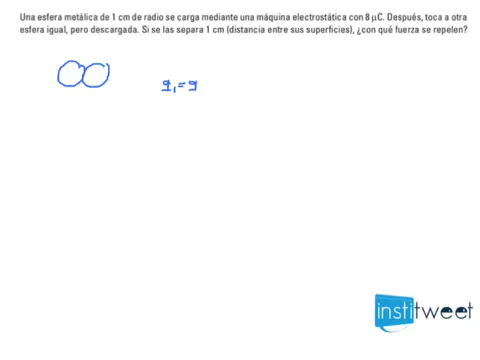 Una esfera metálica de 1 cm de radio se carga mediante una máquina electrostática con 8 µC. Después, toca a otra
esfera igual, pero descargada. Si se las separa 1 cm (distancia entre sus superficies), ¿con qué fuerza se repelen?
q₁ = q
institweet